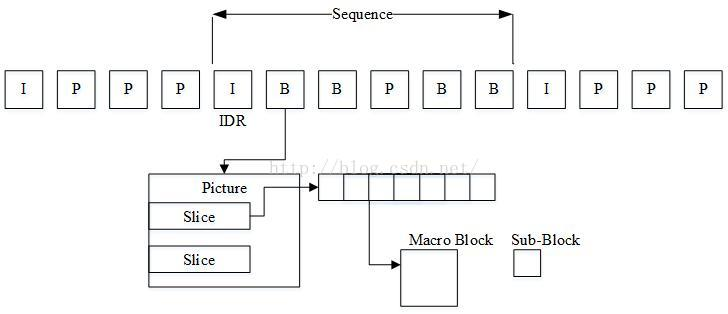 Sequence
I P P P I B B P B B I P P P
IDR
http://blog.csdn.net/
Picture
Slice
Slice
Macro Block
Sub-Block